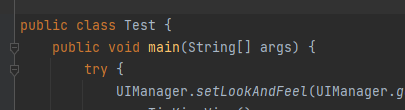 public class Test {
public void main(String[] args) {
try {
UIManager.setLookAndFeel(UIManager.g